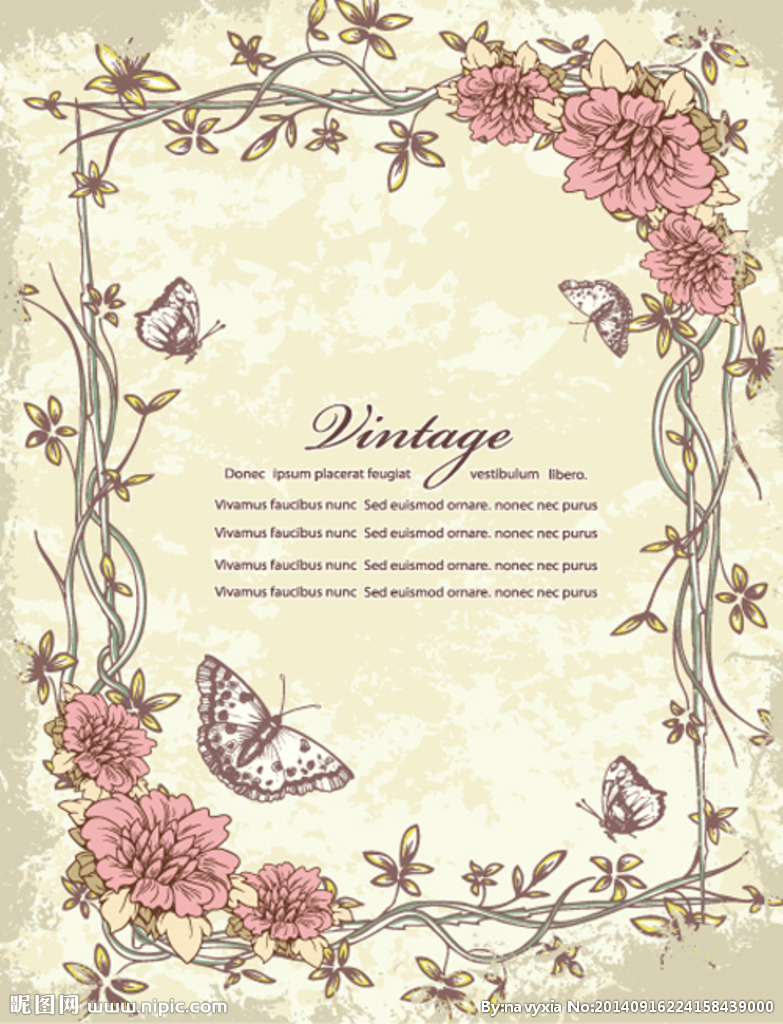 Vintage
Donec ipsum placerat feugiat vestibulum libero.
Vivamus faucibus nunc Sed euismod ornare. nonec nec purus
Vivamus faucibus nunc Sed euismod ornare. nonec nec purus
Vivamus faucibus nunc Sed euismod ornare. nonec nec purus
Vivamus faucibus nunc Sed euismod ornare. nonec nec purus
昵图网 www.nipic.com
By:navyxia No:20140916224158439000